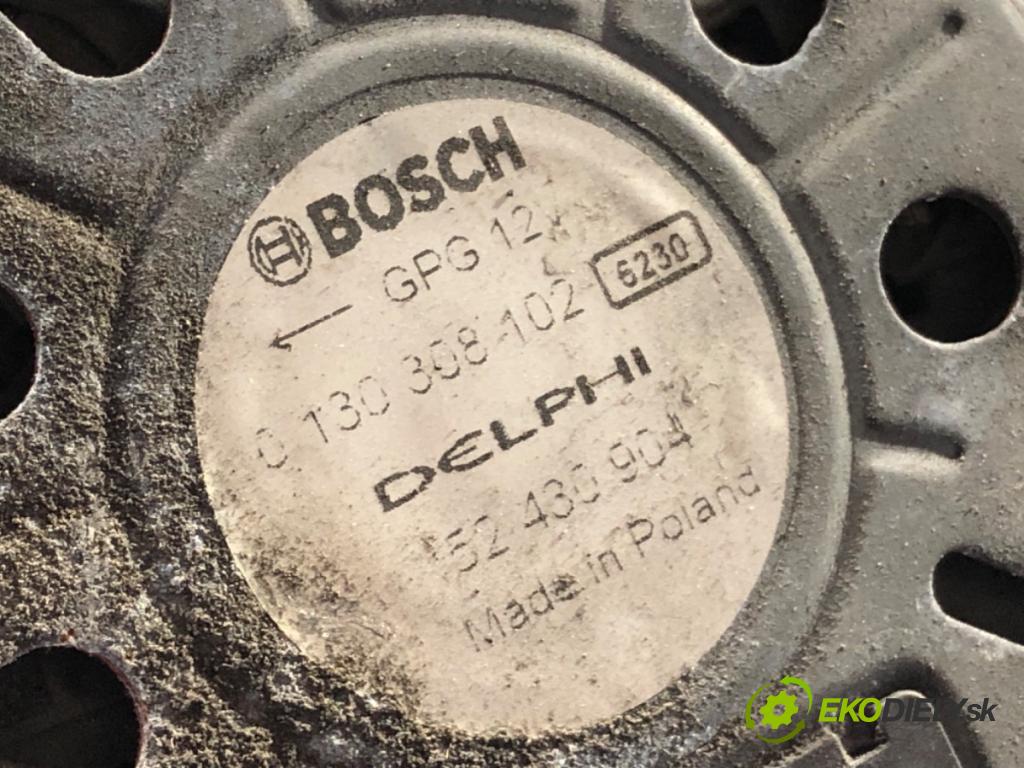 BOSCH
GPG 12V
6230
0 130 308 102
DELPHI
52 430 904
Made in Poland
EKODIELY.sk